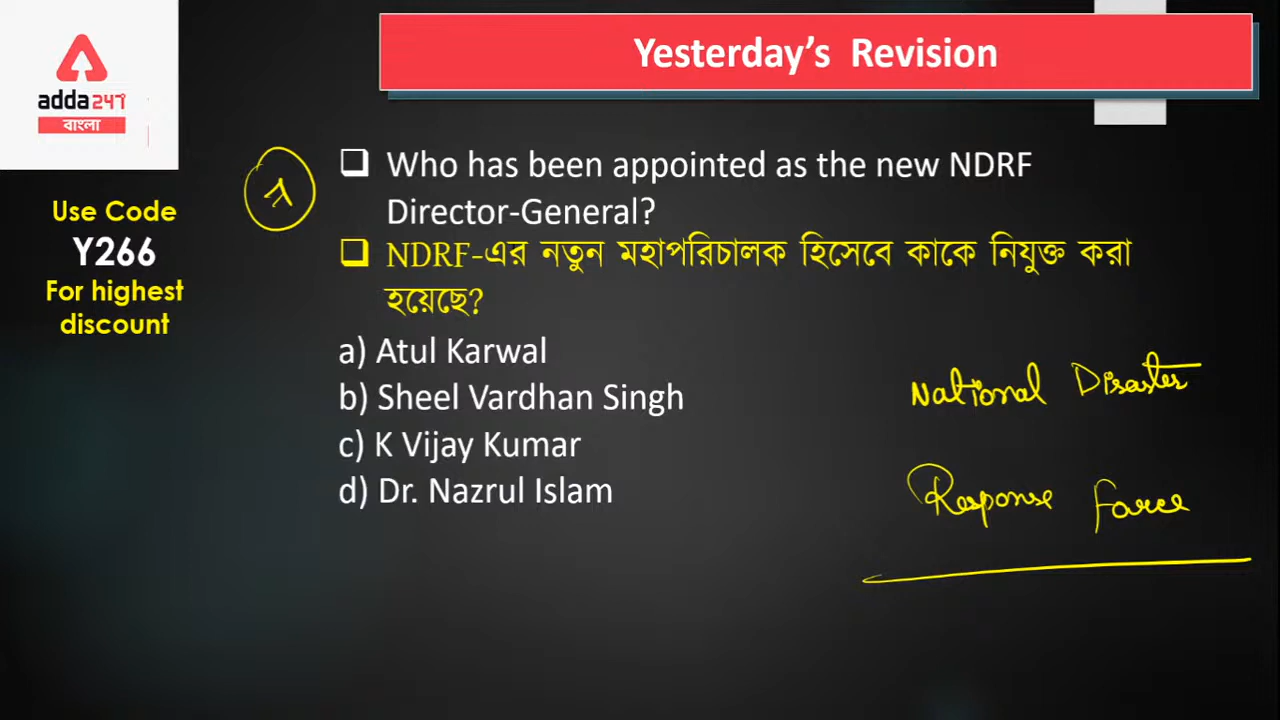 Yesterday's Revision
adda247
বাংলা
Use Code
Y266
For highest
discount
Who has been appointed as the new NDRF
Director-General?
NDRF-এর নতুন মহাপরিচালক হিসেবে কাকে নিযুক্ত করা
হয়েছে?
a) Atul Karwal
b) Sheel Vardhan Singh
c) K Vijay Kumar
d) Dr. Nazrul Islam
National Disaster
Response Force